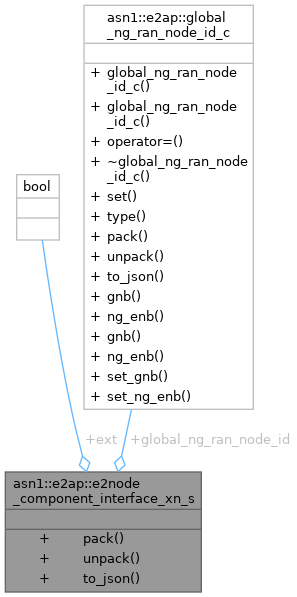 asn1::e2ap::global
_ng_ran_node_id_c
+ global_ng_ran_node
_id_c()
+ global_ng_ran_node
_id_c()
+ operator=()
+ ~global_ng_ran_node
_id_c()
+ set()
+ type()
+ pack()
+ unpack()
+ to_json()
+ gnb()
+ ng_enb()
+ gnb()
+ ng_enb()
+ set_gnb()
+ set_ng_enb()
bool
+ext
+global_ng_ran_node_id
asn1::e2ap::e2node
_component_interface_xn_s
+ pack()
+ unpack()
+ to_json()